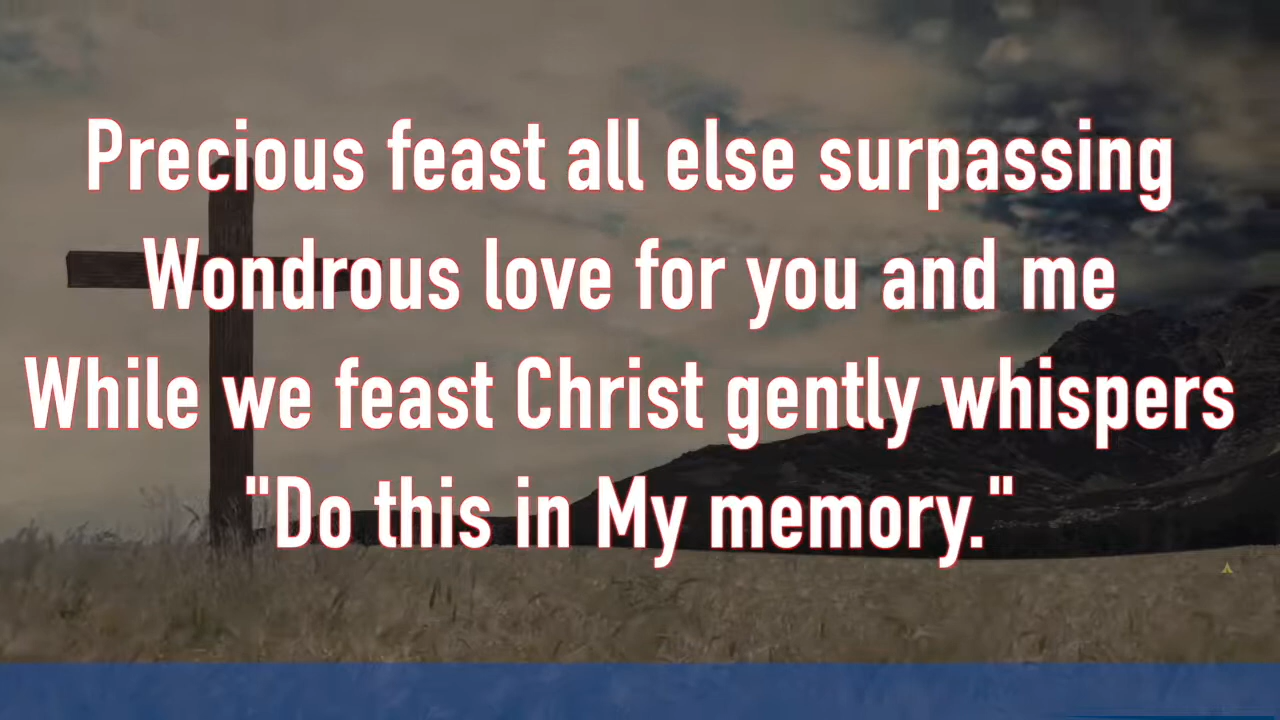 Precious feast all else surpassing
Wondrous love for you and me
While we feast Christ gently whispers
"Do this in My memory."